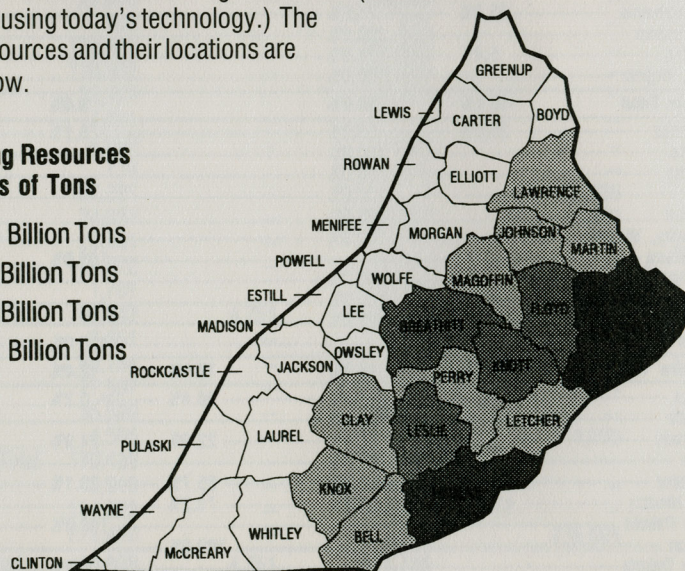 using today's technology.) The
ources and their locations are
ow.
g Resources
s of Tons
Billion Tons
Billion Tons
Billion Tons
Billion Tons
GREENUP
LEWIS
CARTER
BOYD
ROWAN
ELLIOTT
LAWRENCE
MENIFEE
MORGAN
JOHNSON
MARTIN
POWELL
WOLFE
MAGOFFIN
ESTILL
LEE
FLOYD
MADISON
BREATHITT
OWSLEY
JACKSON
KNOTT
ROCKCASTLE
PERRY
CLAY
LETCHER
LAUREL
LESLIE
PULASKI
KNOX
HARLAN
WAYNE
WHITLEY
BELL
McCREARY
CLINTON